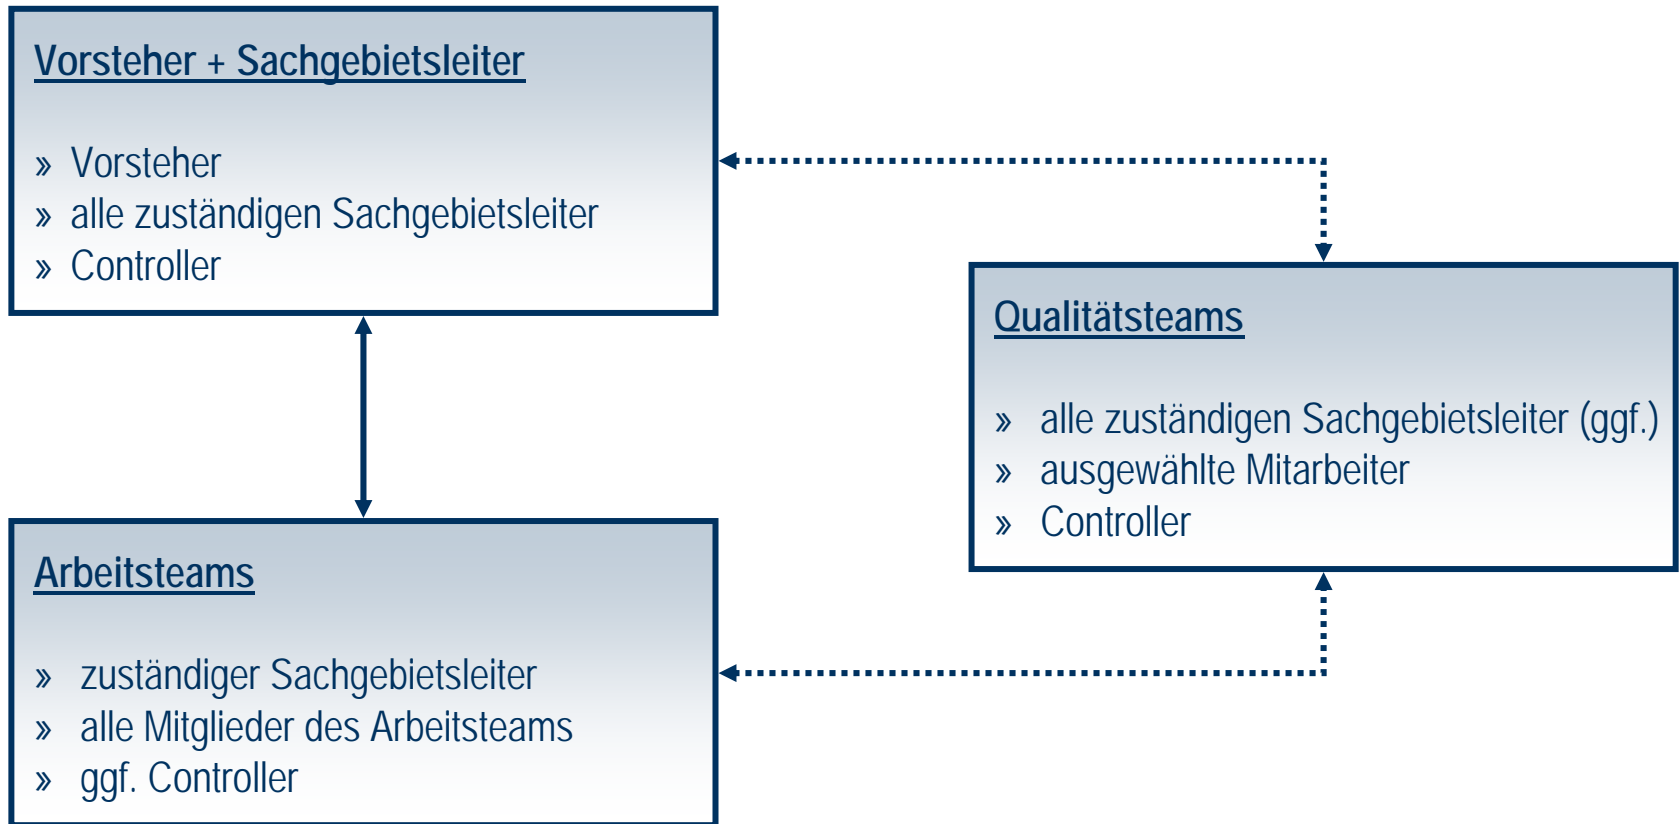 Vorsteher + Sachgebietsleiter
» Vorsteher
» alle zuständigen Sachgebietsleiter
» Controller
Qualitätsteams
» alle zuständigen Sachgebietsleiter (ggf.)
» ausgewählte Mitarbeiter
» Controller
Arbeitsteams
» zuständiger Sachgebietsleiter
» alle Mitglieder des Arbeitsteams
» ggf. Controller